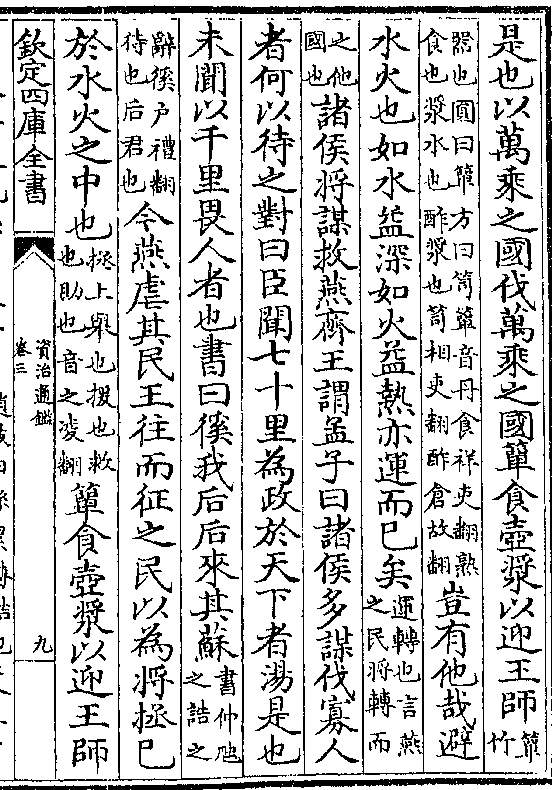 是也以萬乘之國伐萬乘之國簞食壺漿以迎王師簞竹
器也圓曰簞方曰笥簞音丹食祥吏翻熟食也漿水也酢漿也笥相吏翻酢倉故翻豈有他哉避
水火也如水益深如火益熱亦運而已矣運轉也言燕之民將轉而
之他國也諸侯將謀救燕齊王謂孟子曰諸侯多謀伐寡人
者何以待之對曰臣聞七十里為政於天下者湯是也
未聞以千里畏人者也書曰徯我后后來其蘇書仲虺之誥之
辭徯户禮翻待也后君也今燕虐其民王往而征之民以為將拯已
於水火之中也拯上舉也援也救也助也音之凌翻簞食壺漿以迎王師
欽定四庫全書
資治通鑑
卷三
九